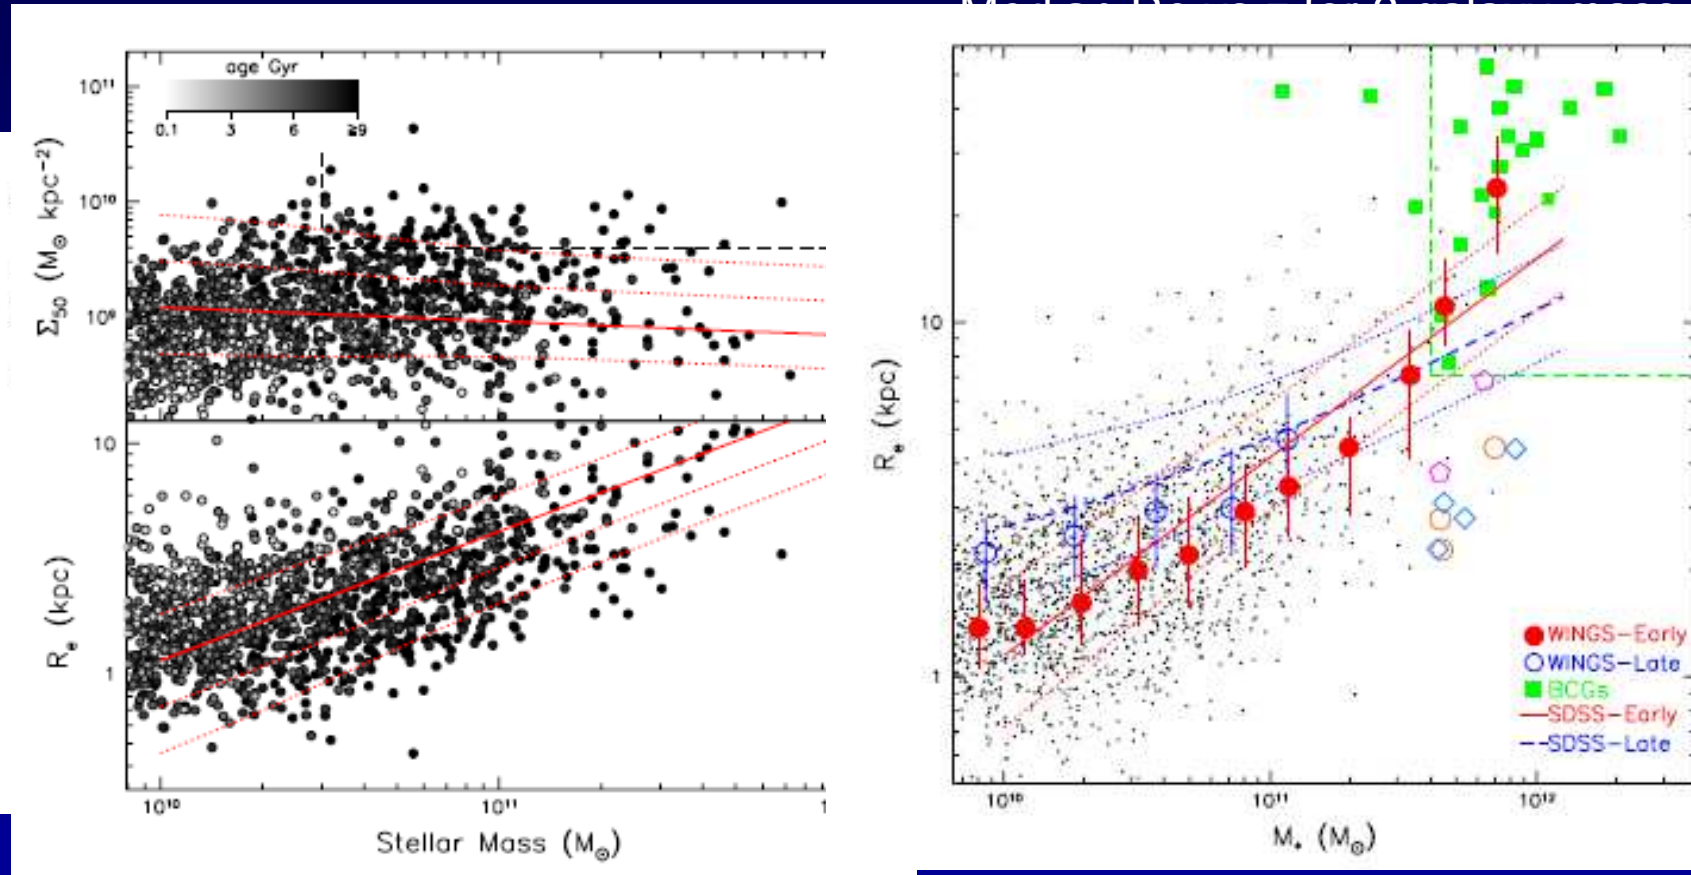 age Gyr
0.1 3 6 ≥9
10¹¹
10¹⁰
10⁹
Σ₅₀ (M⊙ kpc⁻²)
10
1
Rₑ (kpc)
10¹⁰ 10¹¹ 1
Stellar Mass (M⊙)
10
1
Rₑ (kpc)
WINGS-Early
WINGS-Late
BCGs
SDSS-Early
SDSS-Late
10¹⁰ 10¹¹ 10¹²
M⋆ (M⊙)